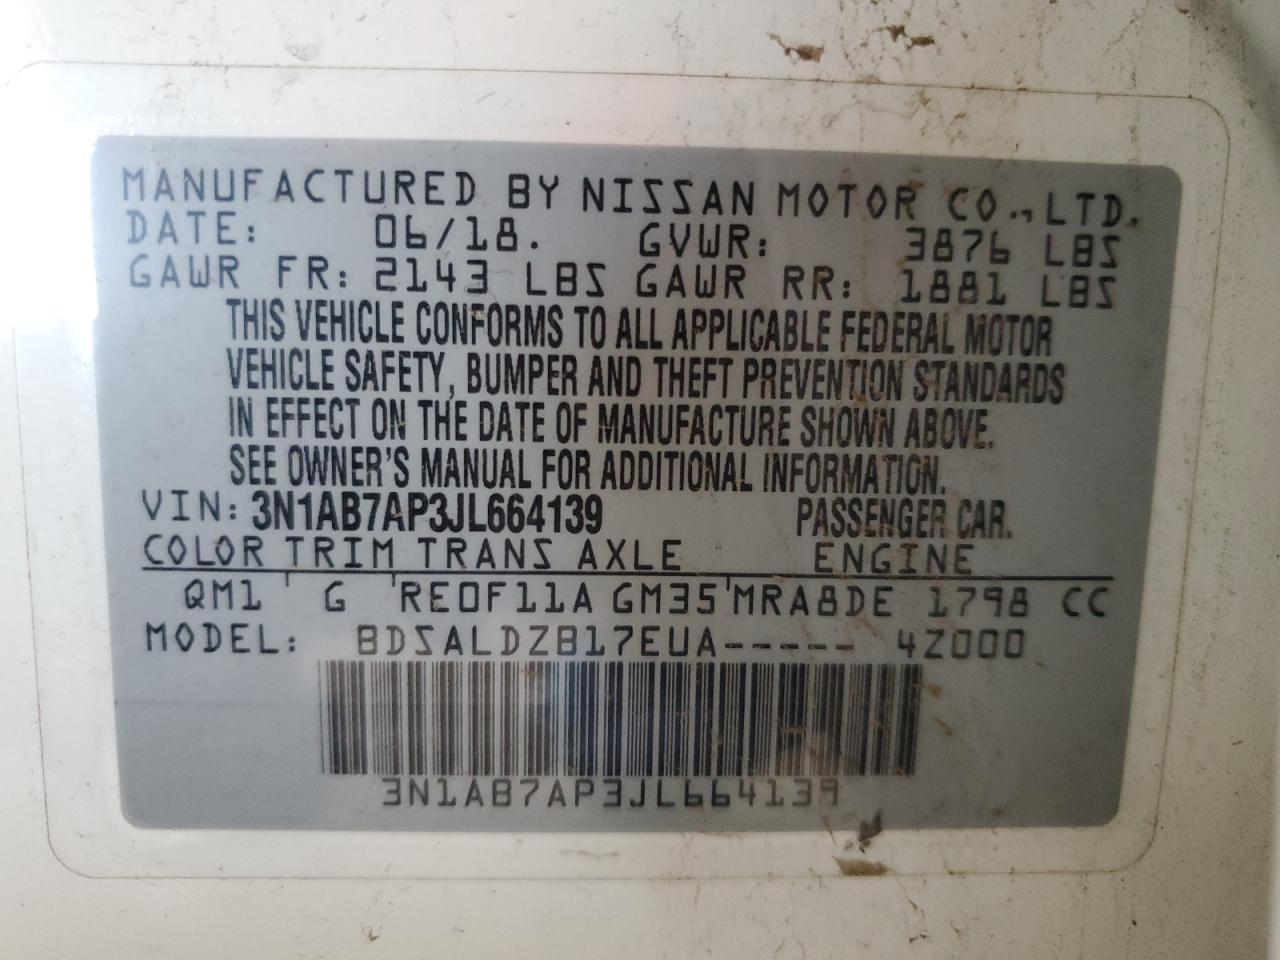 MANUFACTURED BY NISSAN MOTOR CO., LTD.
DATE: 06/18. GVWR: 3876 LBS
GAWR FR: 2143 LBS GAWR RR: 1881 LBS
THIS VEHICLE CONFORMS TO ALL APPLICABLE FEDERAL MOTOR
VEHICLE SAFETY, BUMPER AND THEFT PREVENTION STANDARDS
IN EFFECT ON THE DATE OF MANUFACTURE SHOWN ABOVE.
SEE OWNER'S MANUAL FOR ADDITIONAL INFORMATION.
VIN: 3N1AB7AP3JL664139 PASSENGER CAR.
COLOR TRIM TRANS AXLE ENGINE
QM1 G RE0F11A GM35 MRA8DE 1798 CC
MODEL: BDSALDZB17EUA----- 4Z000
3N1AB7AP3JL664139